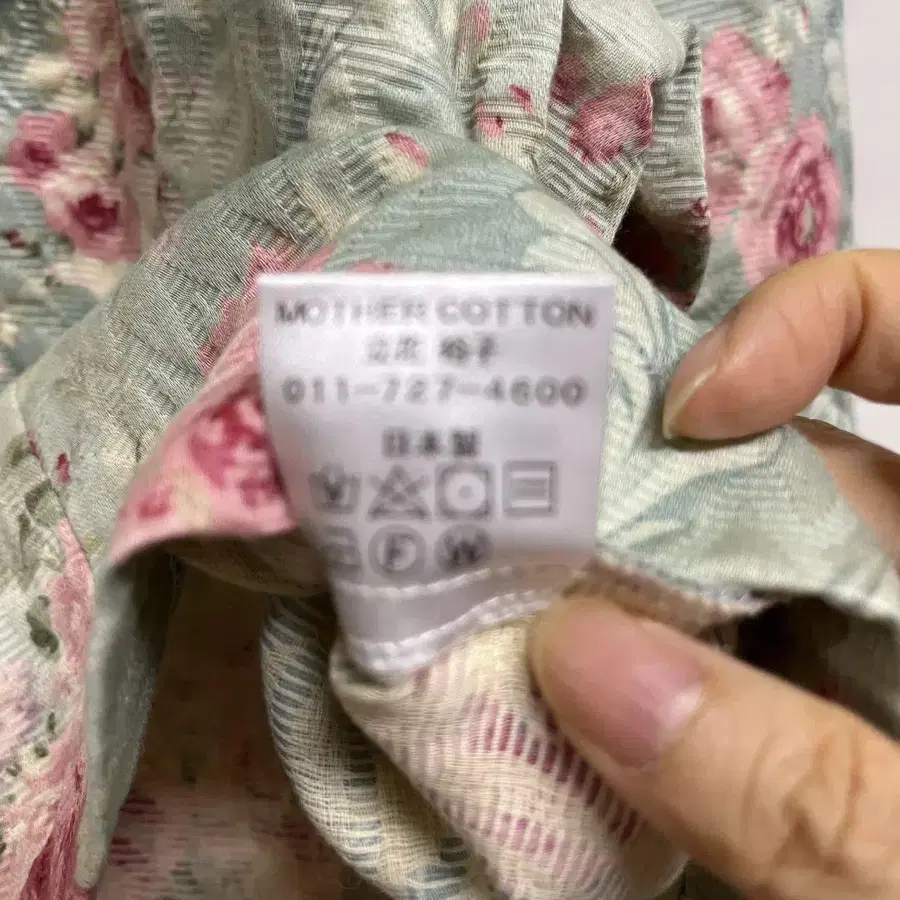 MOTHER COTTON
011-727-4600
日本製
F W